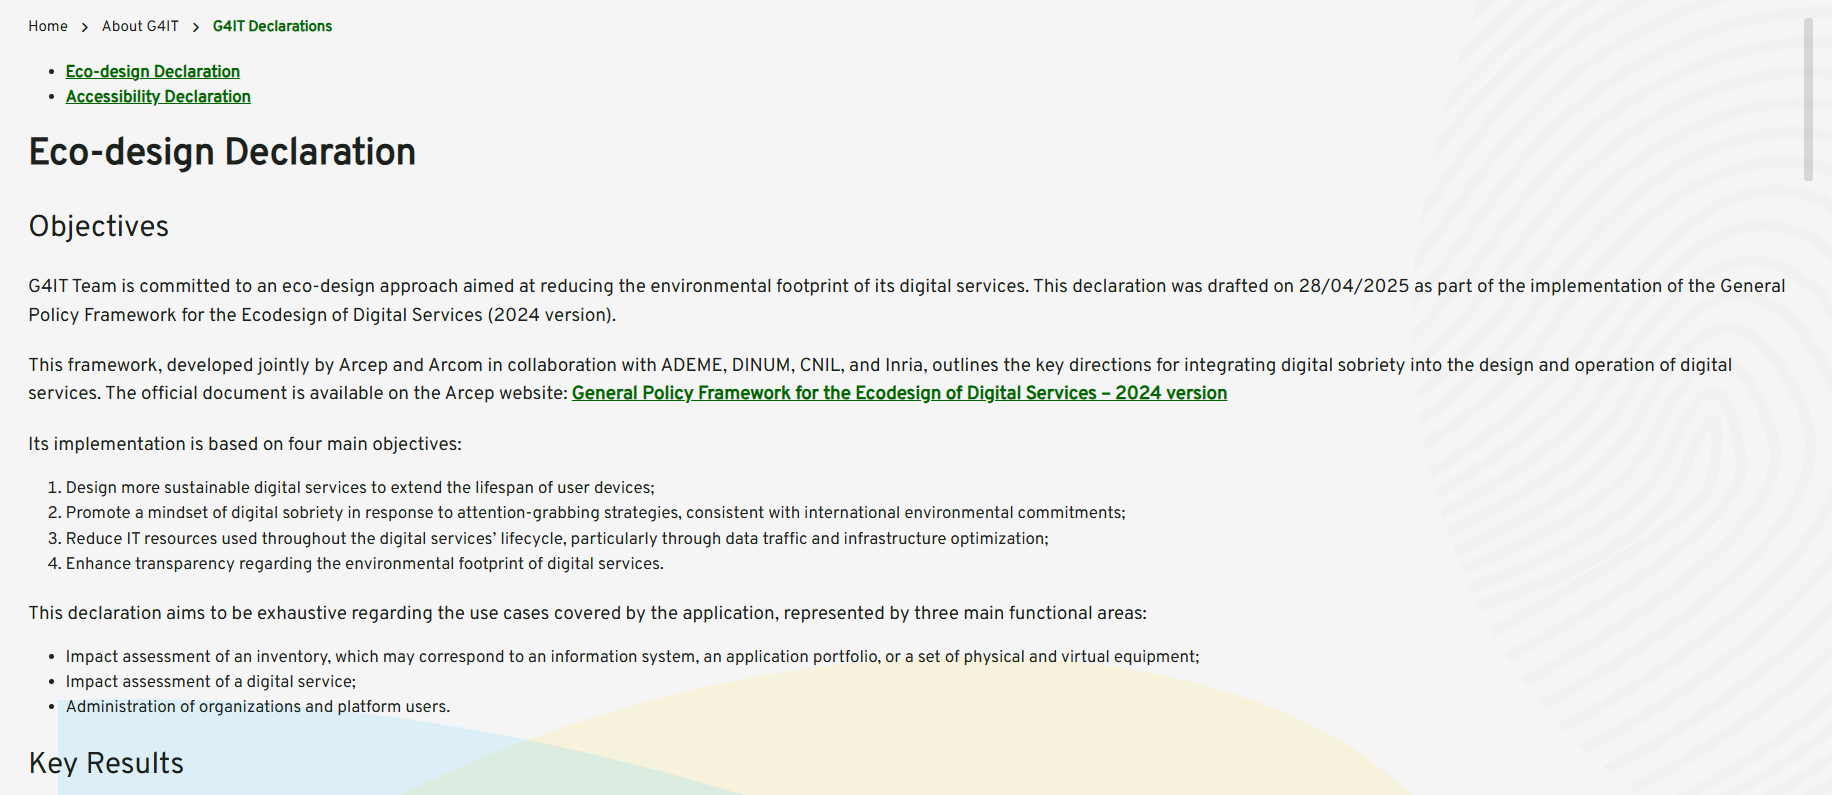 Home > About G4IT > G4IT Declarations
• Eco-design Declaration
• Accessibility Declaration
Eco-design Declaration
Objectives
G4IT Team is committed to an eco-design approach aimed at reducing the environmental footprint of its digital services. This declaration was drafted on 28/04/2025 as part of the implementation of the General
Policy Framework for the Ecodesign of Digital Services (2024 version).
This framework, developed jointly by Arcep and Arcom in collaboration with ADEME, DINUM, CNIL, and Inria, outlines the key directions for integrating digital sobriety into the design and operation of digital
services. The official document is available on the Arcep website: General Policy Framework for the Ecodesign of Digital Services – 2024 version
Its implementation is based on four main objectives:
1. Design more sustainable digital services to extend the lifespan of user devices;
2. Promote a mindset of digital sobriety in response to attention-grabbing strategies, consistent with international environmental commitments;
3. Reduce IT resources used throughout the digital services’ lifecycle, particularly through data traffic and infrastructure optimization;
4. Enhance transparency regarding the environmental footprint of digital services.
This declaration aims to be exhaustive regarding the use cases covered by the application, represented by three main functional areas:
• Impact assessment of an inventory, which may correspond to an information system, an application portfolio, or a set of physical and virtual equipment;
• Impact assessment of a digital service;
• Administration of organizations and platform users.
Key Results